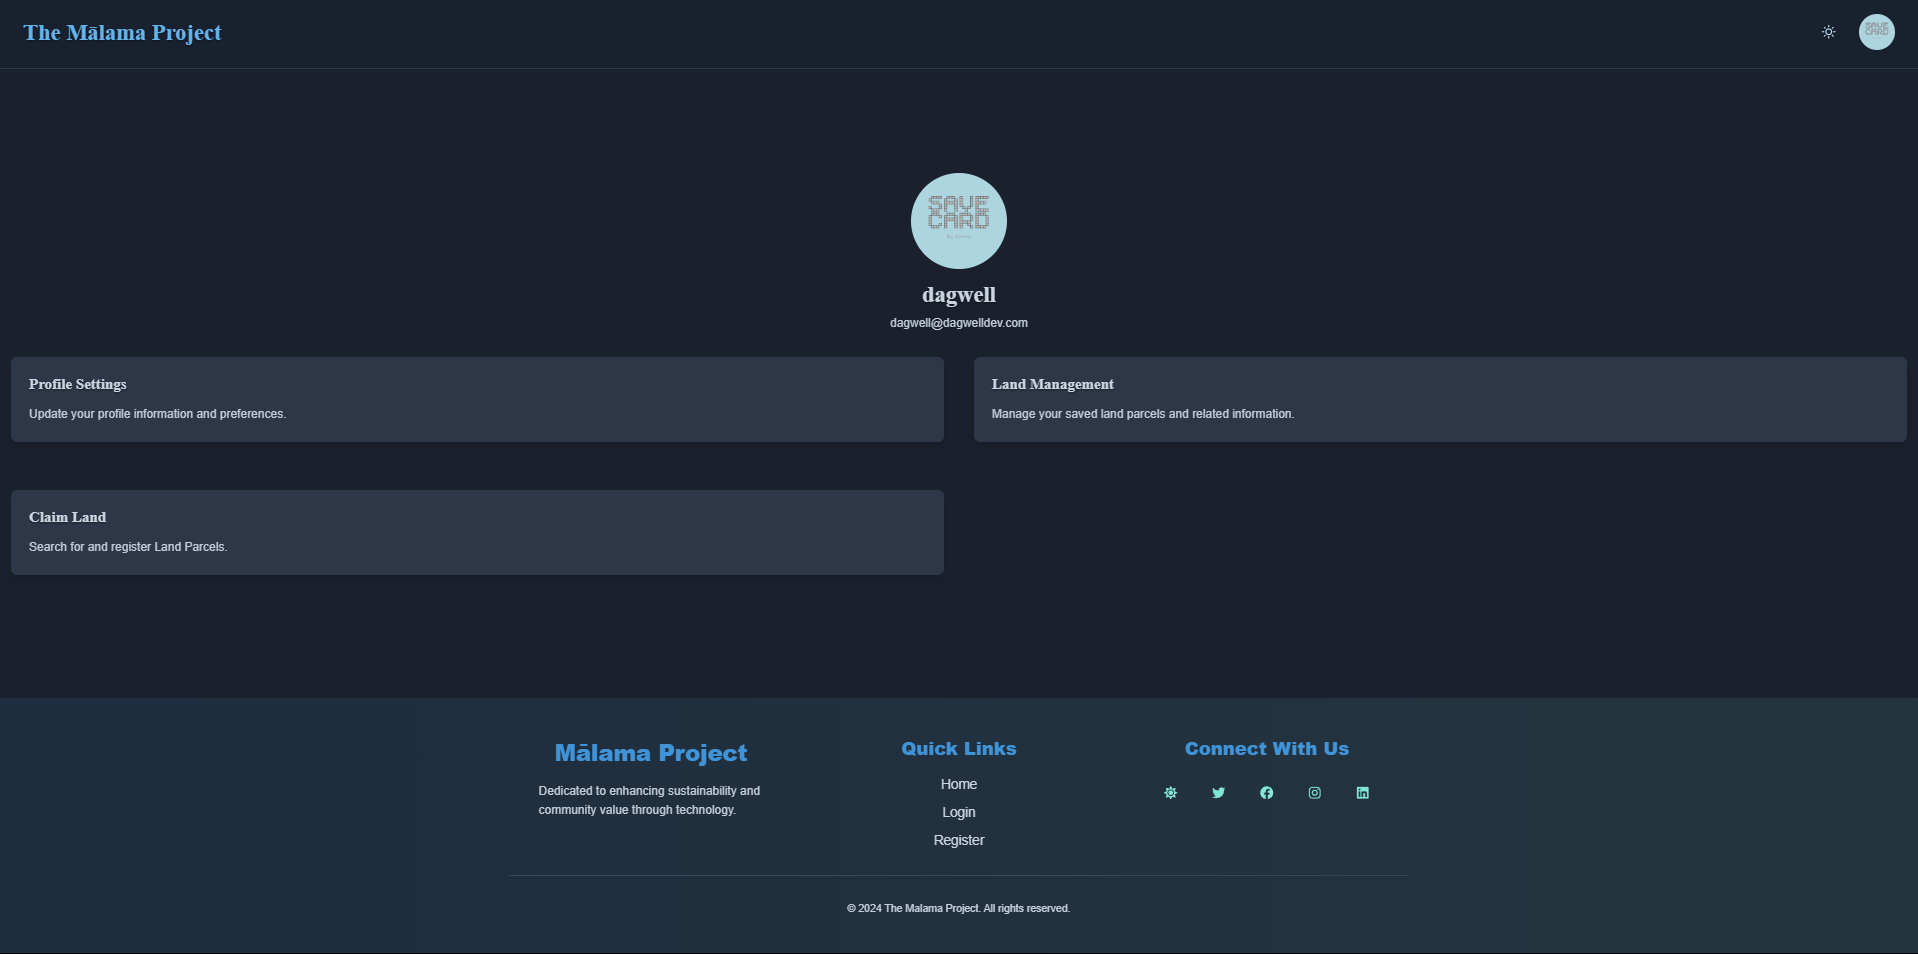 The Mālama Project
SAVE
CARD
SAVE
CARD
dagwell
dagwell@dagwelldev.com
Profile Settings
Update your profile information and preferences.
Land Management
Manage your saved land parcels and related information.
Claim Land
Search for and register Land Parcels.
Mālama Project
Dedicated to enhancing sustainability and
community value through technology.
Quick Links
Home
Login
Register
Connect With Us
© 2024 The Malama Project. All rights reserved.